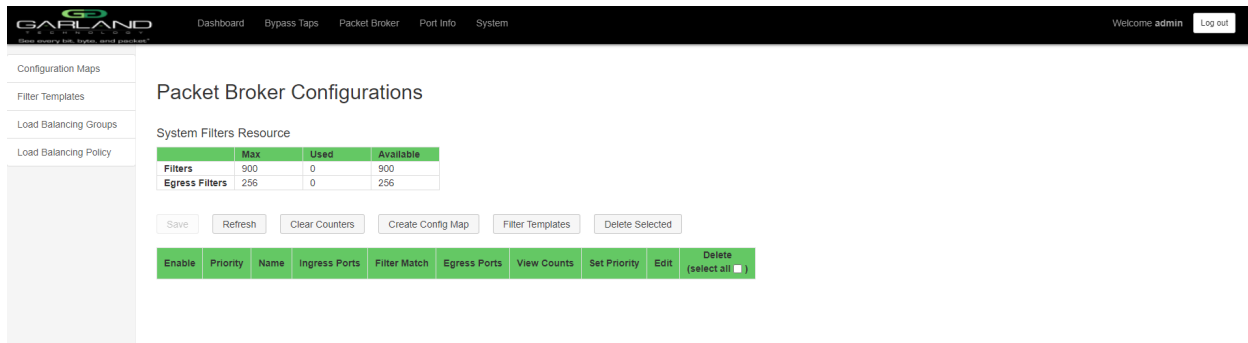 GARLAND
TECHNOLOGY
See every bit, byte, and packet®
Dashboard Bypass Taps Packet Broker Port Info System
Welcome admin Log out
Configuration Maps
Filter Templates
Load Balancing Groups
Load Balancing Policy
Packet Broker Configurations
System Filters Resource
Max Used Available
Filters 900 0 900
Egress Filters 256 0 256
Save Refresh Clear Counters Create Config Map Filter Templates Delete Selected
Enable Priority Name Ingress Ports Filter Match Egress Ports View Counts Set Priority Edit Delete
(select all )